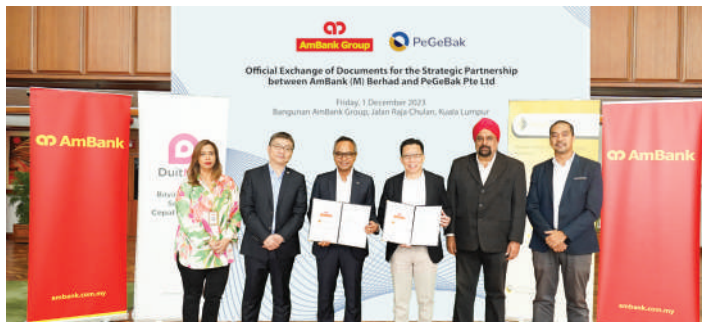 AmBank Group
PeGeBak
Official Exchange of Documents for the Strategic Partnership
between AmBank (M) Berhad and PeGeBak Pte Ltd
Friday, 1 December 2023
Bangunan AmBank Group, Jalan Raja Chulan, Kuala Lumpur
AmBank
ambank.com.my
Duit
AmBank
ambank.com.my